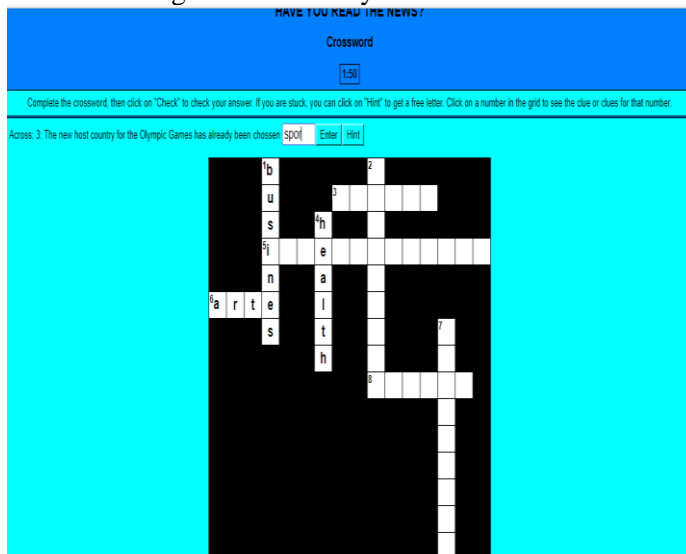 HAVE YOU READ THE NEWS?
Crossword
1:50
Complete the crossword, then click on "Check" to check your answer. If you are stuck, you can click on "Hint" to get a free letter. Click on a number in the grid to see the clue or clues for that number.
Across: 3: The new host country for the Olympic Games has already been chossen spor Enter Hint
1 b 2
u 3
s 4 h
5 i e
n a
6 a r t e l
s t 7
h
8